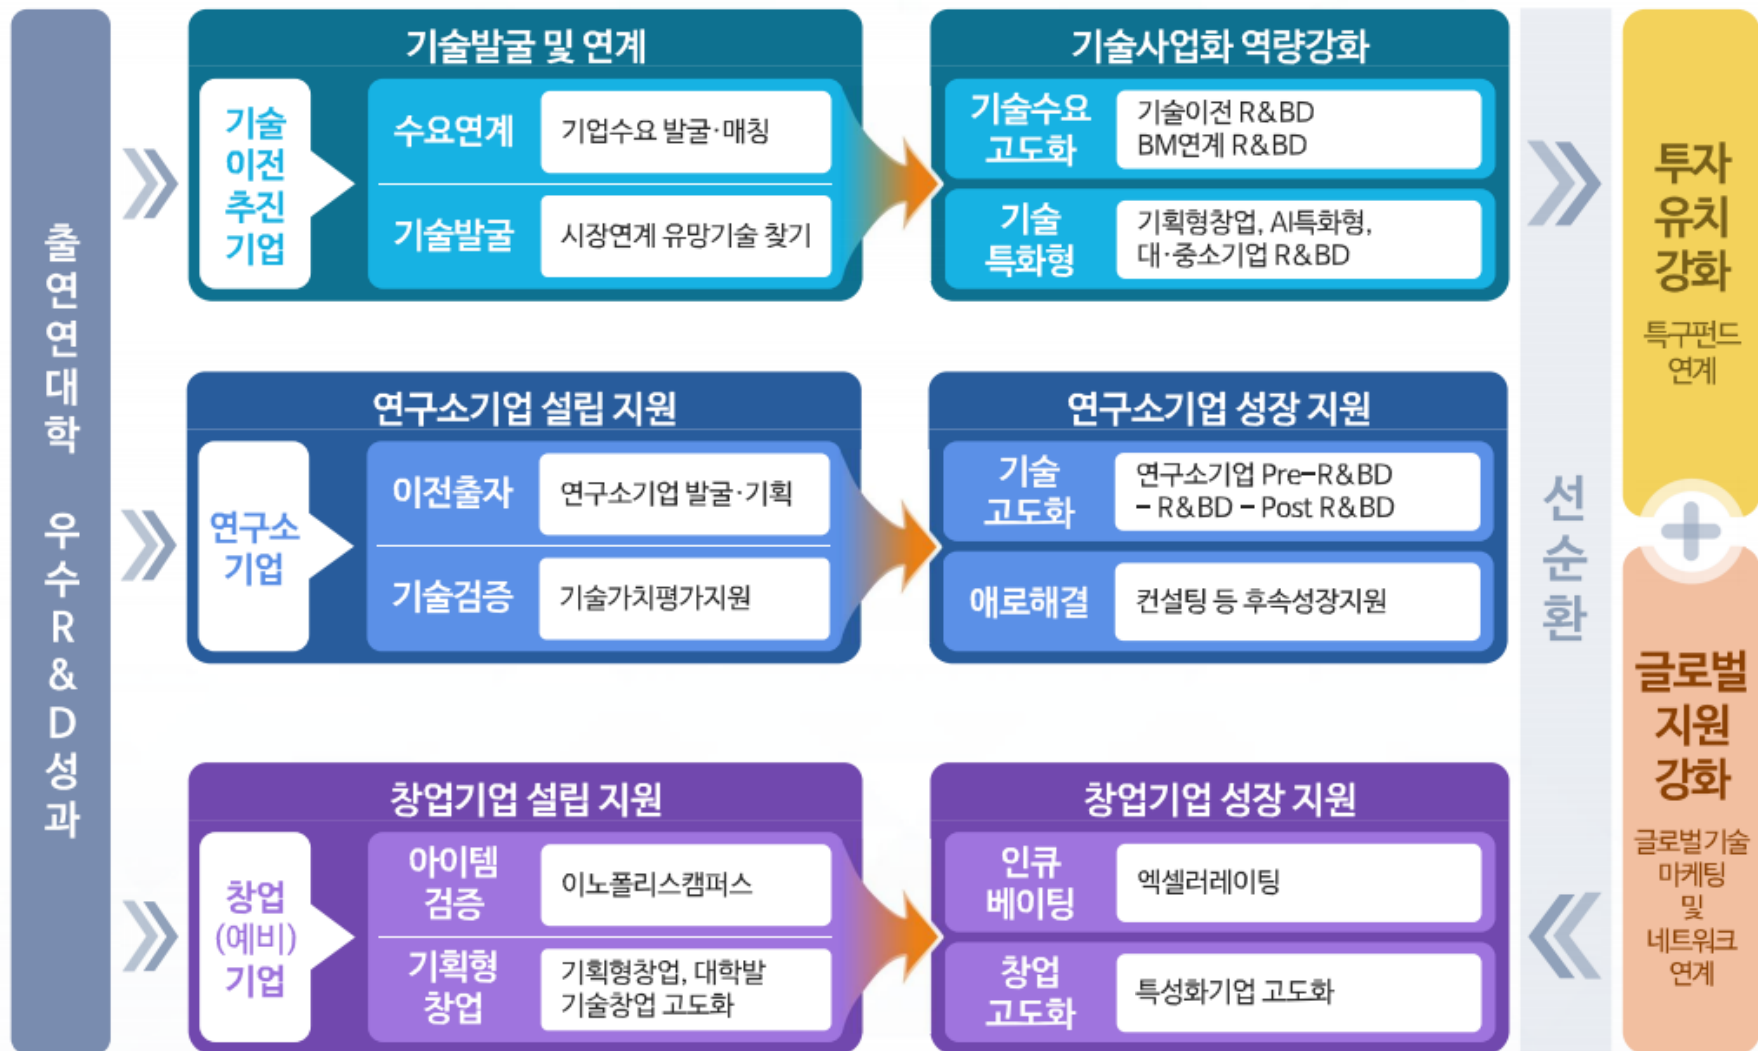 출연연대학 우수R&D성과
기술발굴 및 연계
기술
이전
추진
기업
수요연계
기업수요 발굴·매칭
기술발굴
시장연계 유망기술 찾기
기술사업화 역량강화
기술수요
고도화
기술이전 R&BD
BM연계 R&BD
기술
특화형
기획형창업, AI특화형,
대·중소기업 R&BD
연구소기업 설립 지원
연구소
기업
이전출자
연구소기업 발굴·기획
기술검증
기술가치평가지원
연구소기업 성장 지원
기술
고도화
연구소기업 Pre–R&BD
– R&BD – Post R&BD
애로해결
컨설팅 등 후속성장지원
창업기업 설립 지원
창업
(예비)
기업
아이템
검증
이노폴리스캠퍼스
기획형
창업
기획형창업, 대학발
기술창업 고도화
창업기업 성장 지원
인큐
베이팅
엑셀러레이팅
창업
고도화
특성화기업 고도화
선순환
투자
유치
강화
특구펀드
연계
글로벌
지원
강화
글로벌기술
마케팅
및
네트워크
연계